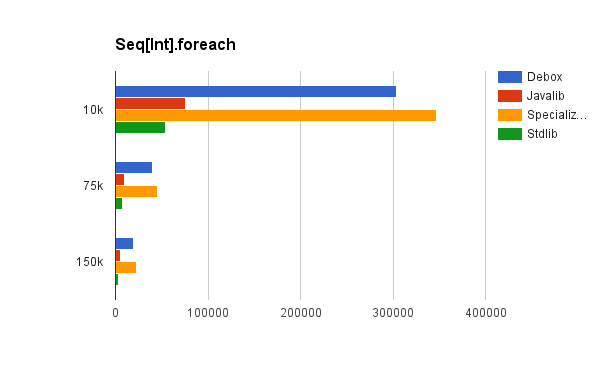 Seq[Int].foreach
Debox
Javalib
Specializ...
Stdlib
10k
75k
150k
0 100000 200000 300000 400000